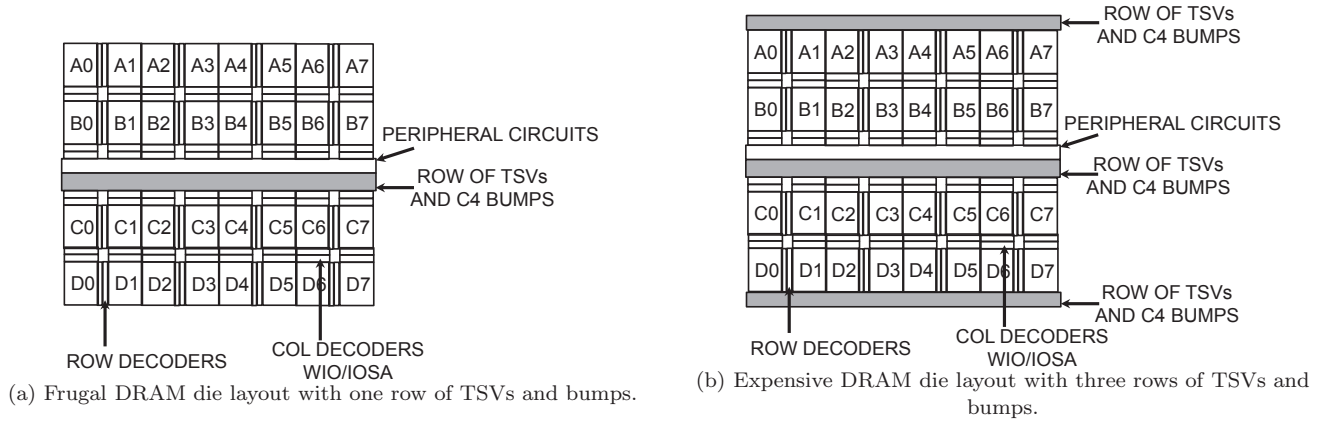 A0 A1 A2 A3 A4 A5 A6 A7
B0 B1 B2 B3 B4 B5 B6 B7
PERIPHERAL CIRCUITS
ROW OF TSVs
AND C4 BUMPS
C0 C1 C2 C3 C4 C5 C6 C7
D0 D1 D2 D3 D4 D5 D6 D7
ROW DECODERS
COL DECODERS
WIO/IOSA
(a) Frugal DRAM die layout with one row of TSVs and bumps.
ROW OF TSVs
AND C4 BUMPS
A0 A1 A2 A3 A4 A5 A6 A7
B0 B1 B2 B3 B4 B5 B6 B7
PERIPHERAL CIRCUITS
ROW OF TSVs
AND C4 BUMPS
C0 C1 C2 C3 C4 C5 C6 C7
D0 D1 D2 D3 D4 D5 D6 D7
ROW OF TSVs
AND C4 BUMPS
ROW DECODERS
COL DECODERS
WIO/IOSA
(b) Expensive DRAM die layout with three rows of TSVs and
bumps.